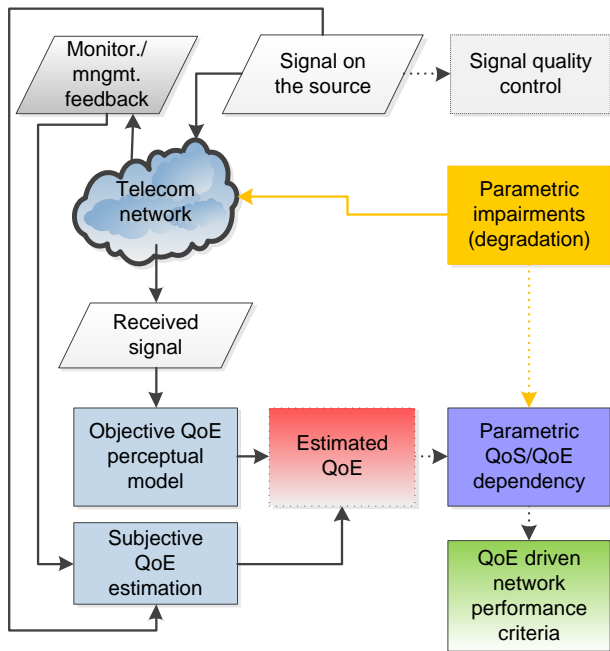 Monitor./
mngmt.
feedback
Signal on
the source
Signal quality
control
Telecom
network
Parametric
impairments
(degradation)
Received
signal
Objective QoE
perceptual
model
Estimated
QoE
Parametric
QoS/QoE
dependency
Subjective
QoE
estimation
QoE driven
network
performance
criteria